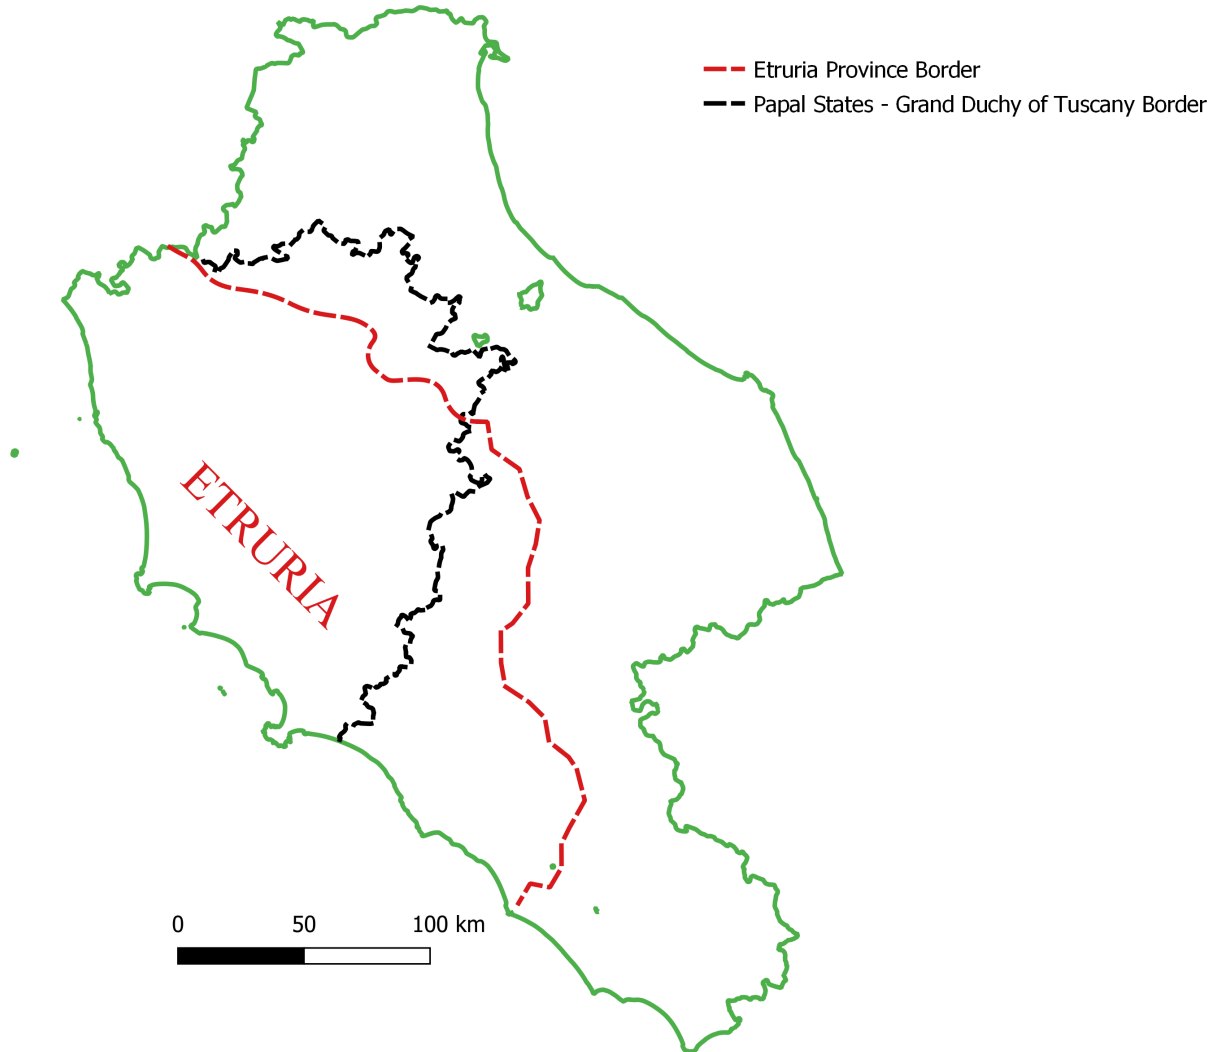 Etruria Province Border
Papal States - Grand Duchy of Tuscany Border
ETRURIA
0 50 100 km